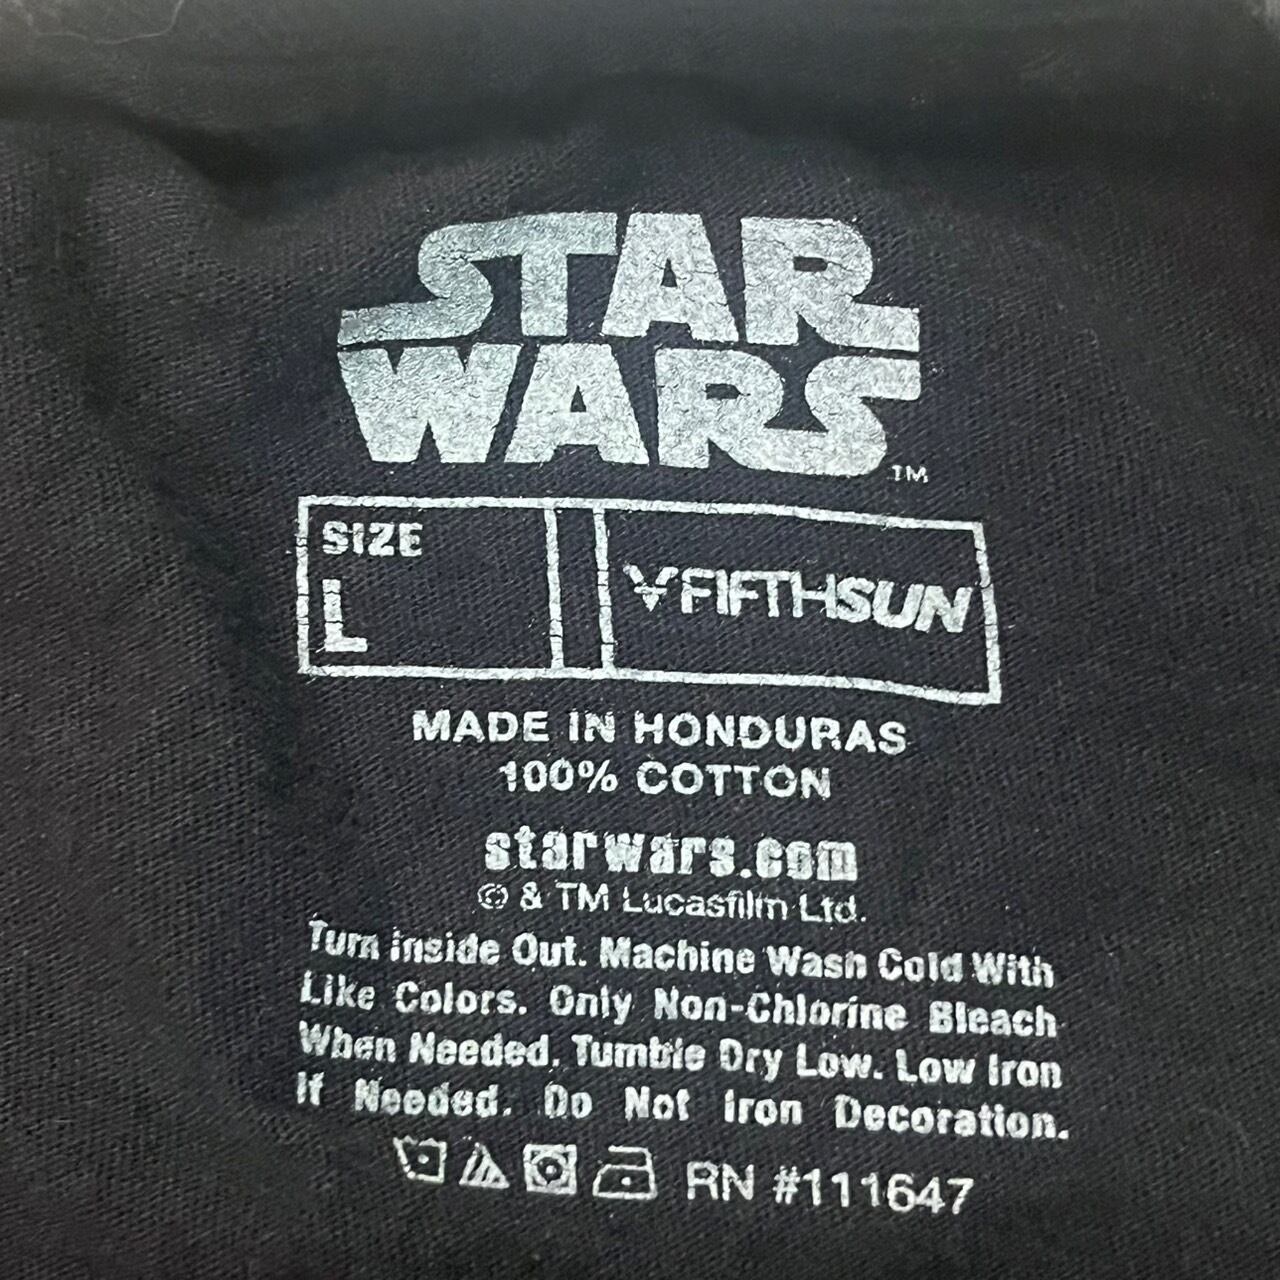 STAR
WARS
TM
SIZE
L
FIFTHSUN
MADE IN HONDURAS
100% COTTON
starwars.com
© & TM Lucasfilm Ltd.
Turn Inside Out. Machine Wash Cold With
Like Colors. Only Non-Chlorine Bleach
When Needed. Tumble Dry Low. Low Iron
If Needed. Do Not Iron Decoration.
RN #111647